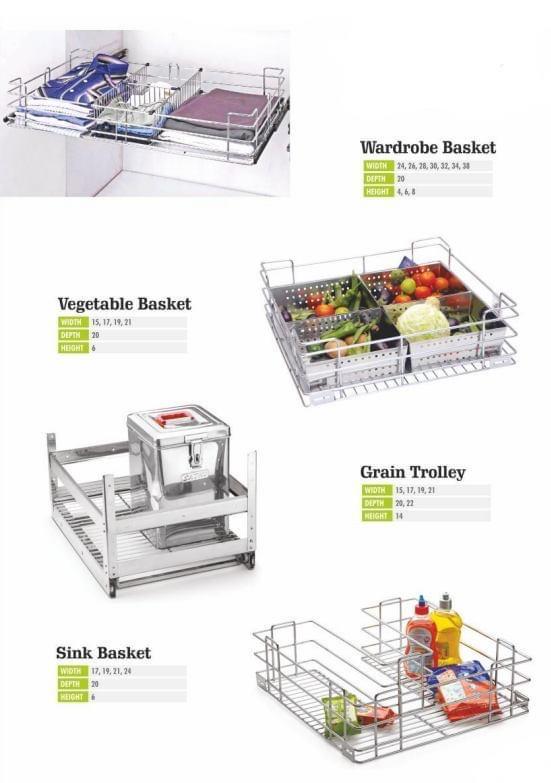 Wardrobe Basket
WIDTH 24, 26, 28, 30, 32, 34, 38
DEPTH 20
HEIGHT 4, 6, 8
Vegetable Basket
WIDTH 15, 17, 19, 21
DEPTH 20
HEIGHT 6
Grain Trolley
WIDTH 15, 17, 19, 21
DEPTH 20, 22
HEIGHT 14
Sink Basket
WIDTH 17, 19, 21, 24
DEPTH 20
HEIGHT 6